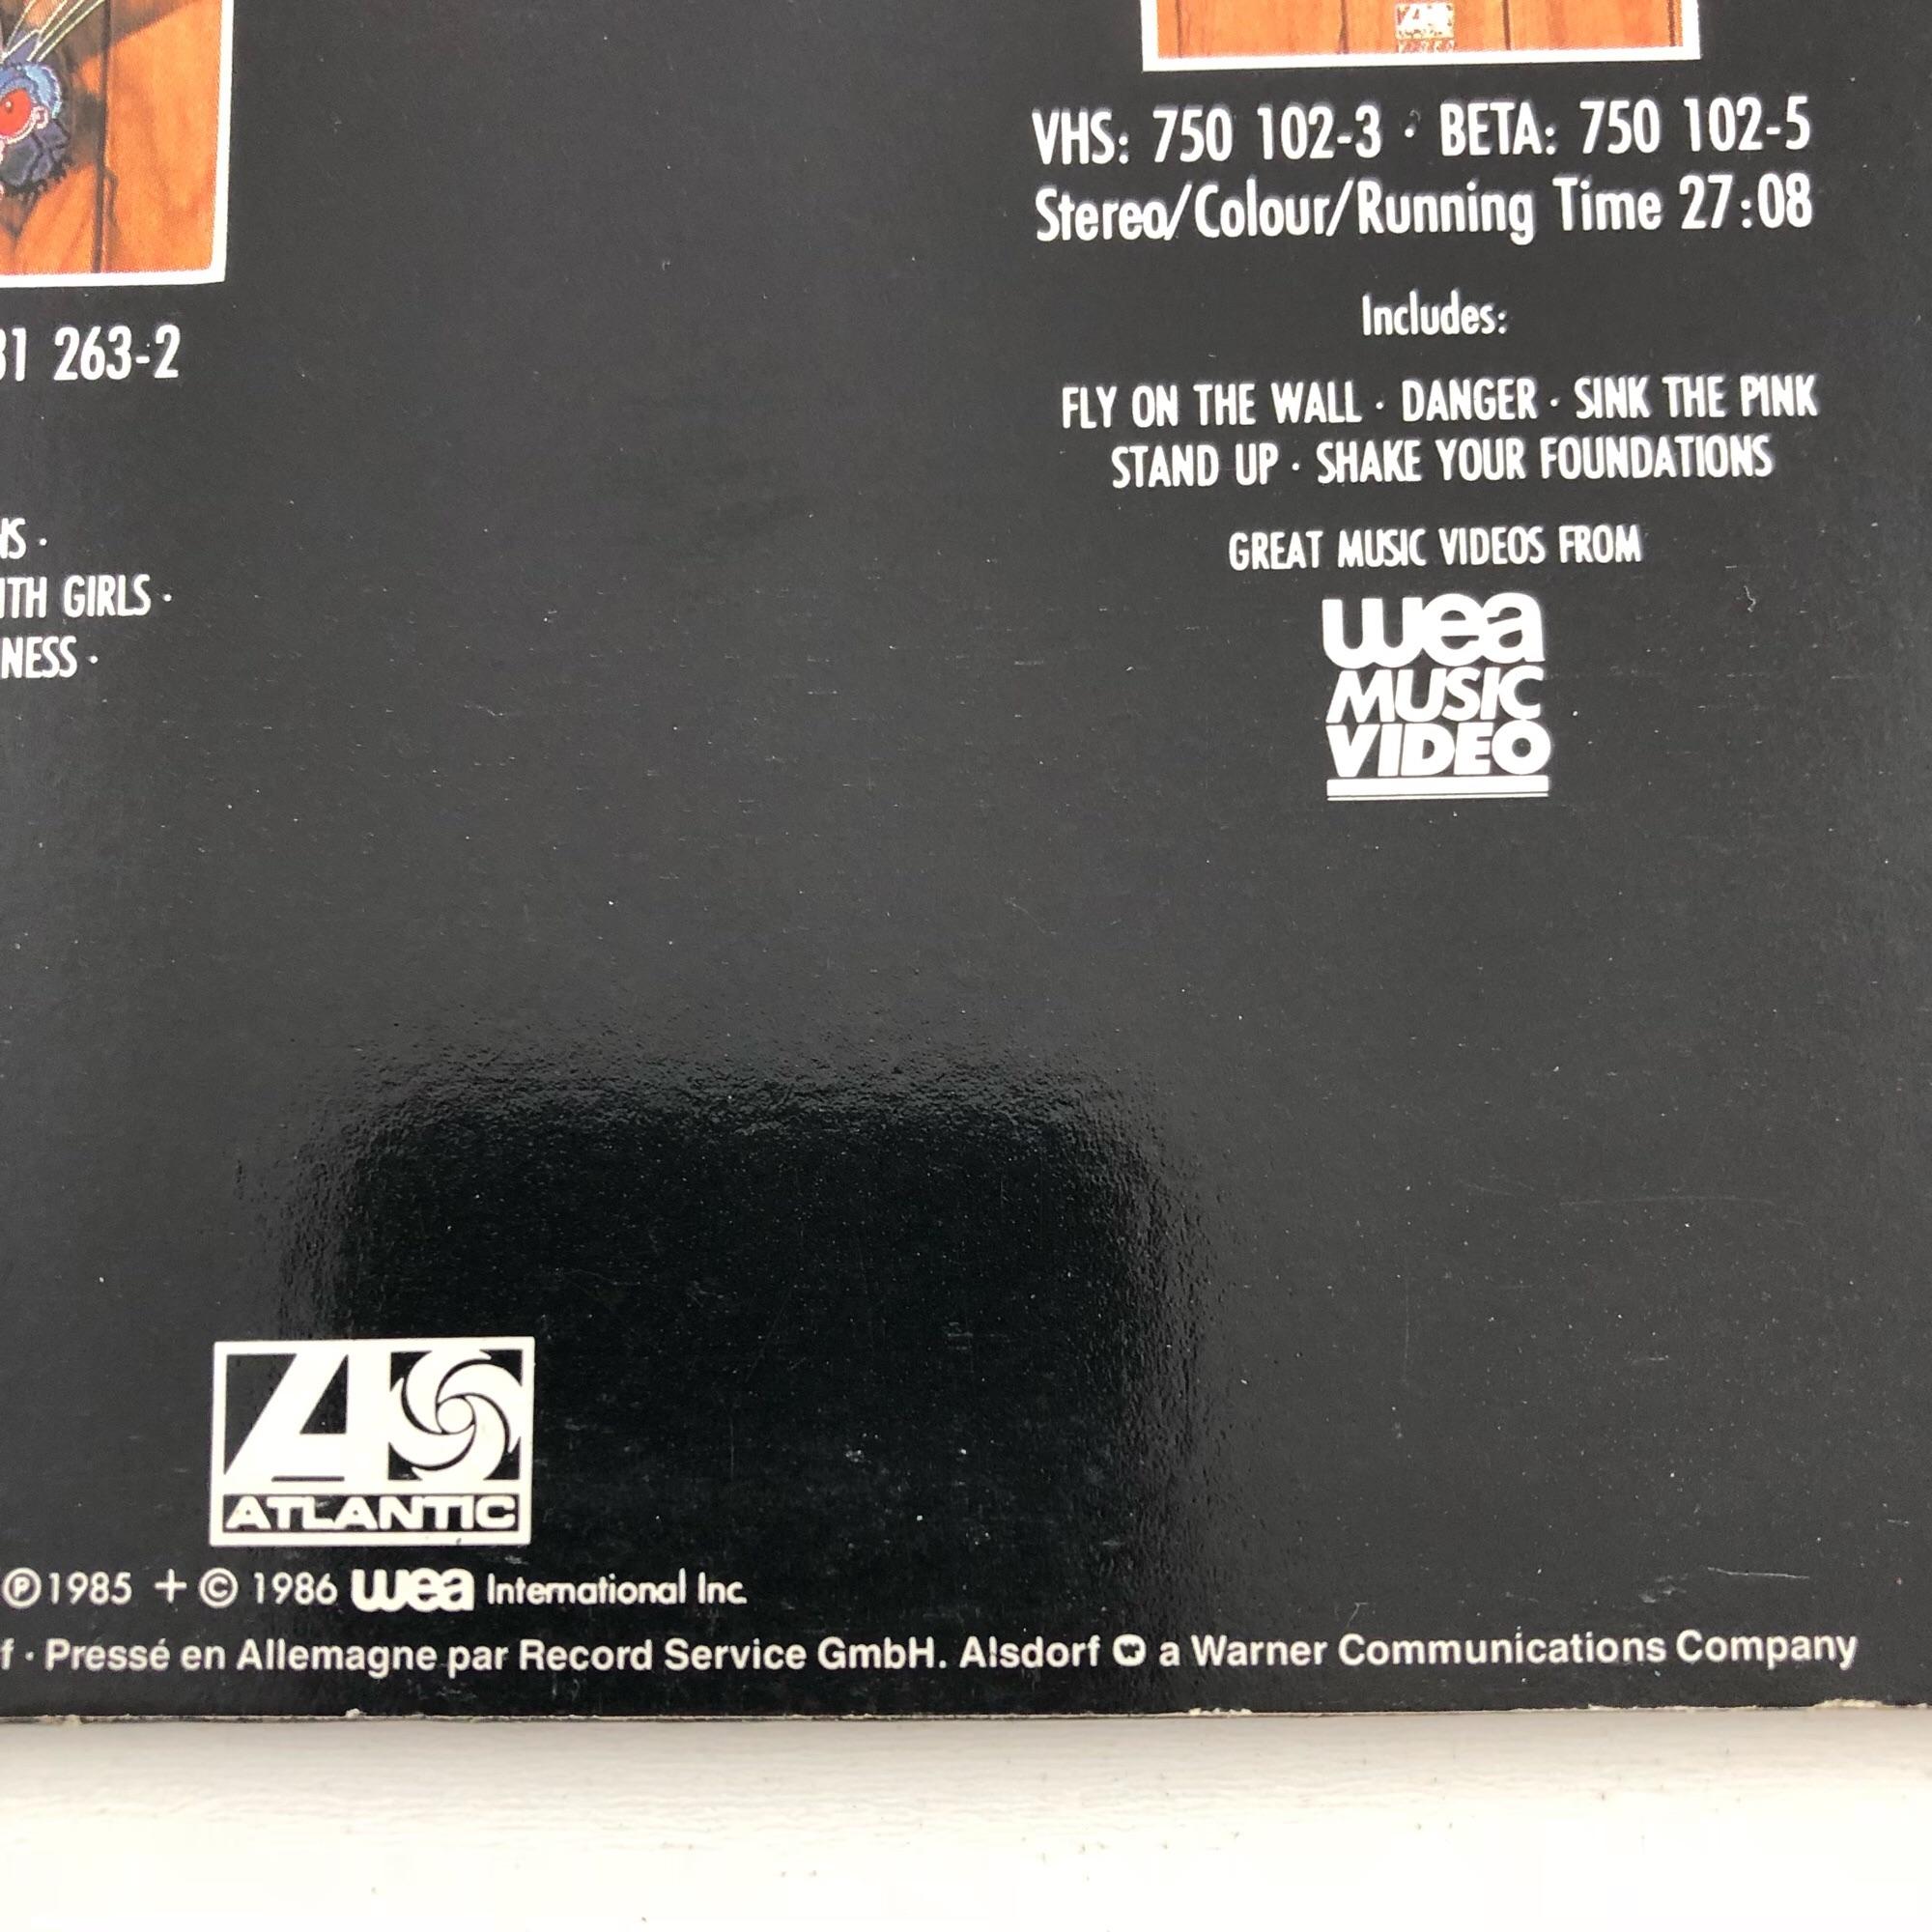 VHS: 750 102-3 · BETA: 750 102-5
Stereo/Colour/Running Time 27:08
Includes:
FLY ON THE WALL · DANGER · SINK THE PINK
STAND UP · SHAKE YOUR FOUNDATIONS
GREAT MUSIC VIDEOS FROM
wea
MUSIC
VIDEO
31 263-2
NS ·
ITH GIRLS ·
NESS ·
ATLANTIC
℗1985 + © 1986 wea International Inc.
f · Pressé en Allemagne par Record Service GmbH. Alsdorf a Warner Communications Company